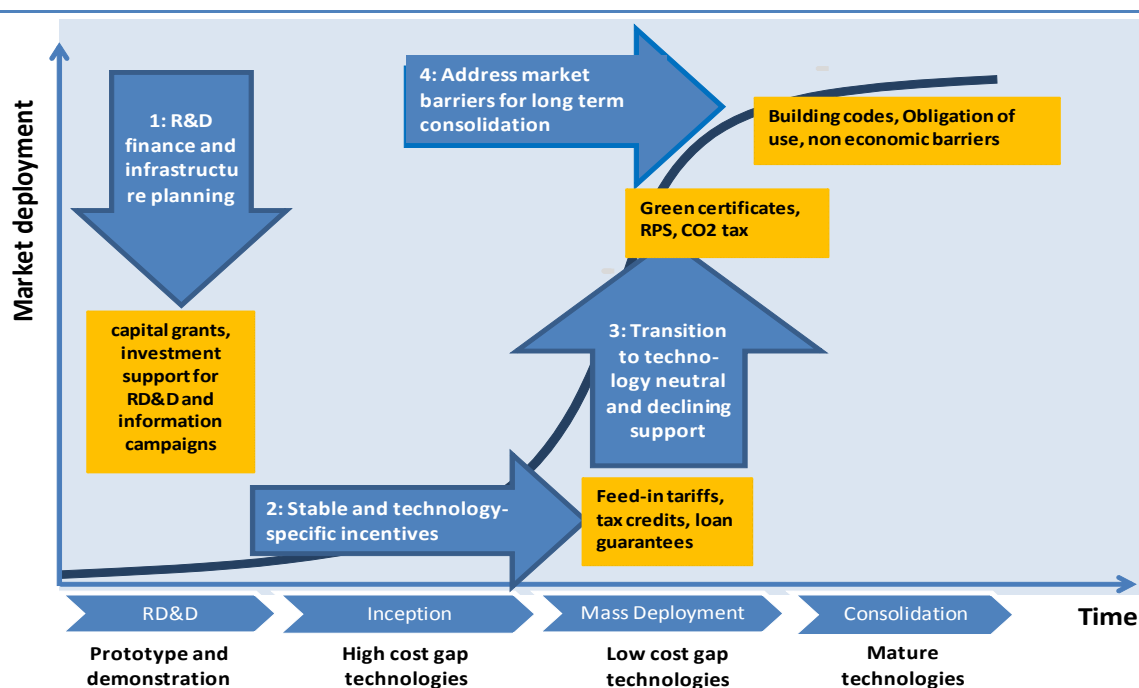 Market deployment
1: R&D
finance and
infrastructu
re planning
capital grants,
investment
support for
RD&D and
information
campaigns
2: Stable and technology-
specific incentives
Feed-in tariffs,
tax credits, loan
guarantees
3: Transition
to techno-
logy neutral
and declining
support
Green certificates,
RPS, CO2 tax
4: Address market
barriers for long term
consolidation
Building codes, Obligation of
use, non economic barriers
RD&D
Inception
Mass Deployment
Consolidation
Time
Prototype and
demonstration
High cost gap
technologies
Low cost gap
technologies
Mature
technologies